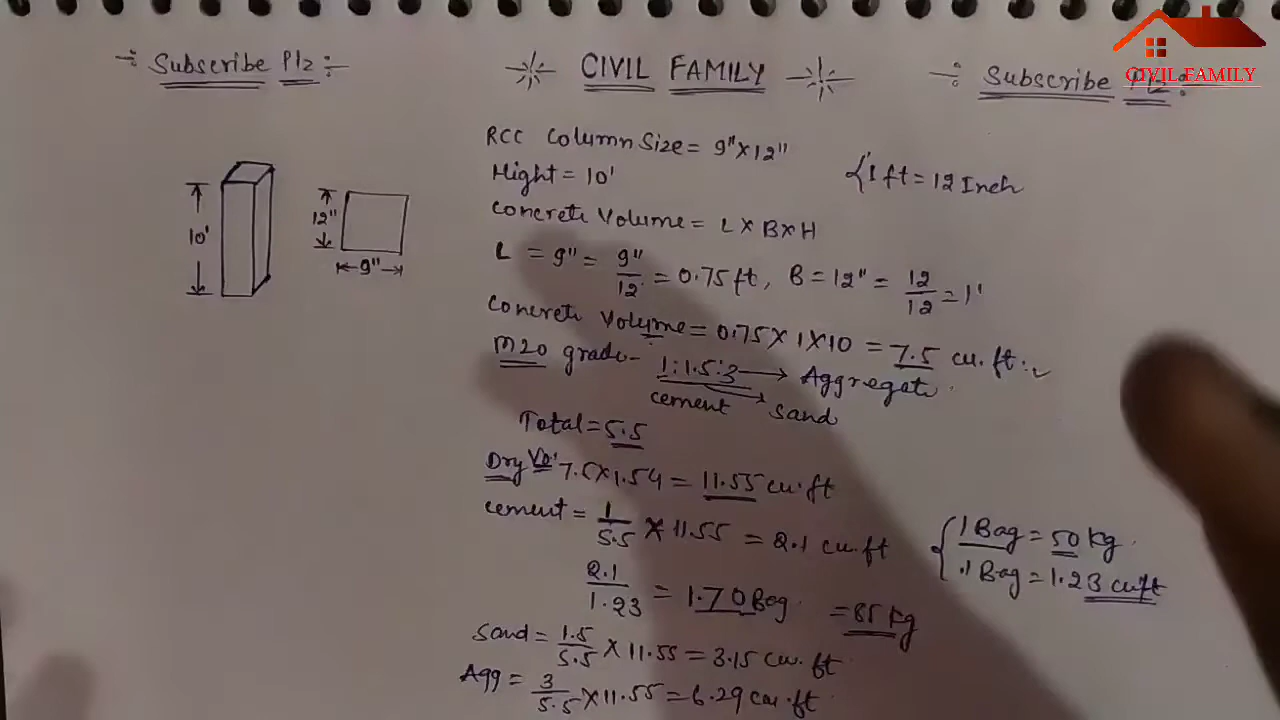 ÷ Subscribe Plz :-
CIVIL FAMILY
÷ Subscribe Plz :-
CIVIL FAMILY
RCC Column Size = 9"X12"
Hight = 10'
{1 ft = 12 Inch
Concrete Volume = L X B X H
L = 9" = 9"/12 = 0.75 ft, B = 12" = 12/12 = 1'
Concrete Volume = 0.75 X 1 X 10 = 7.5 cu.ft.
M20 grade - 1:1.5:3 → Aggregate
cement → Sand
Total = 5.5
Dry Vo. 7.5X1.54 = 11.55 cu.ft
cement = 1/5.5 X 11.55 = 2.1 cu.ft
2.1/1.23 = 1.70 Bag = 85 kg
{1 Bag = 50 kg.
1 Bag = 1.23 cuft
Sand = 1.5/5.5 X 11.55 = 3.15 cu.ft
Agg = 3/5.5 X 11.55 = 6.29 cu.ft
10'
12"
9"